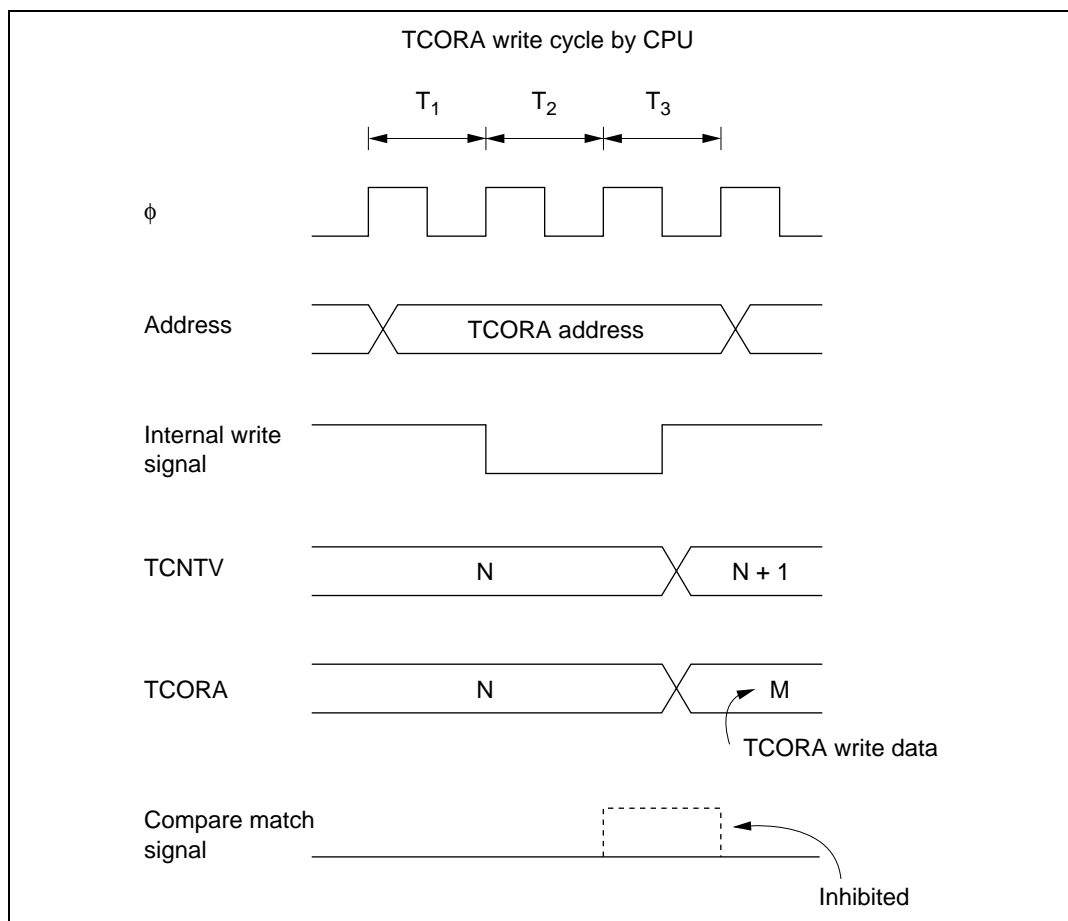 TCORA write cycle by CPU
T1 T2 T3
ϕ
Address
TCORA address
Internal write
signal
TCNTV
N
N + 1
TCORA
N
M
TCORA write data
Compare match
signal
Inhibited